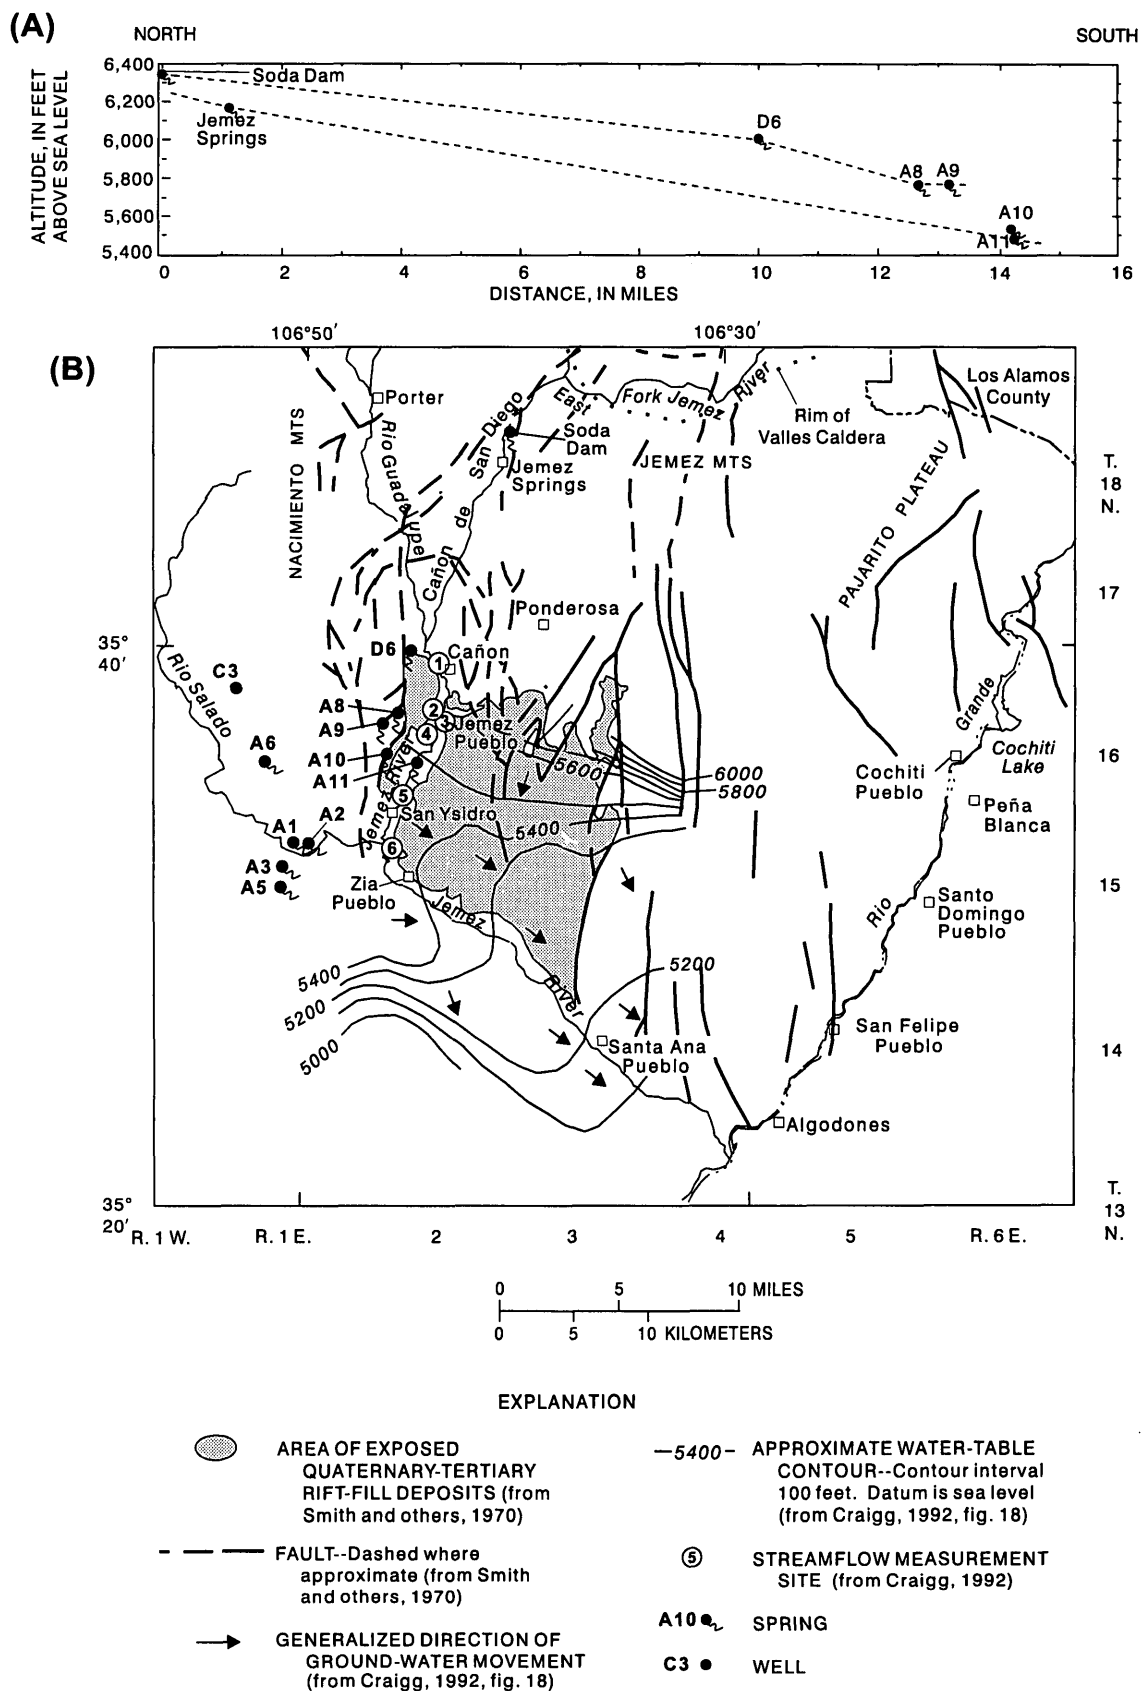 (A)
NORTH
SOUTH
ALTITUDE, IN FEET
ABOVE SEA LEVEL
6,400
6,200
6,000
5,800
5,600
5,400
Soda Dam
Jemez
Springs
D6
A8
A9
A10
A11
0
2
4
6
8
10
12
14
16
DISTANCE, IN MILES
(B)
106°50′
106°30′
Porter
NACIMIENTO MTS
Rio Guadalupe
Cañon de San Diego
East Fork Jemez River
Soda
Dam
Jemez
Springs
JEMEZ MTS
Rim of
Valles Caldera
Los Alamos
County
PAJARITO PLATEAU
T.
18
N.
17
16
15
14
T.
13
N.
35°
40′
Ponderosa
D6
1
Cañon
C3
Rio Salado
A8
A9
2
3
4
Jemez
Pueblo
A6
A10
A11
Jemez River
5600
6000
5800
Grande
Cochiti
Lake
Cochiti
Pueblo
Peña
Blanca
5
San Ysidro
A1
A2
5400
6
A3
A5
Zia
Pueblo
Jemez
River
Rio
Santo
Domingo
Pueblo
5400
5200
5200
5000
Santa Ana
Pueblo
San Felipe
Pueblo
Algodones
35°
20′
R. 1 W.
R. 1 E.
2
3
4
5
R. 6 E.
0
5
10 MILES
0
5
10 KILOMETERS
EXPLANATION
AREA OF EXPOSED
QUATERNARY-TERTIARY
RIFT-FILL DEPOSITS (from
Smith and others, 1970)
FAULT--Dashed where
approximate (from Smith
and others, 1970)
GENERALIZED DIRECTION OF
GROUND-WATER MOVEMENT
(from Craigg, 1992, fig. 18)
—5400– APPROXIMATE WATER-TABLE
CONTOUR--Contour interval
100 feet. Datum is sea level
(from Craigg, 1992, fig. 18)
5 STREAMFLOW MEASUREMENT
SITE (from Craigg, 1992)
A10 SPRING
C3 WELL